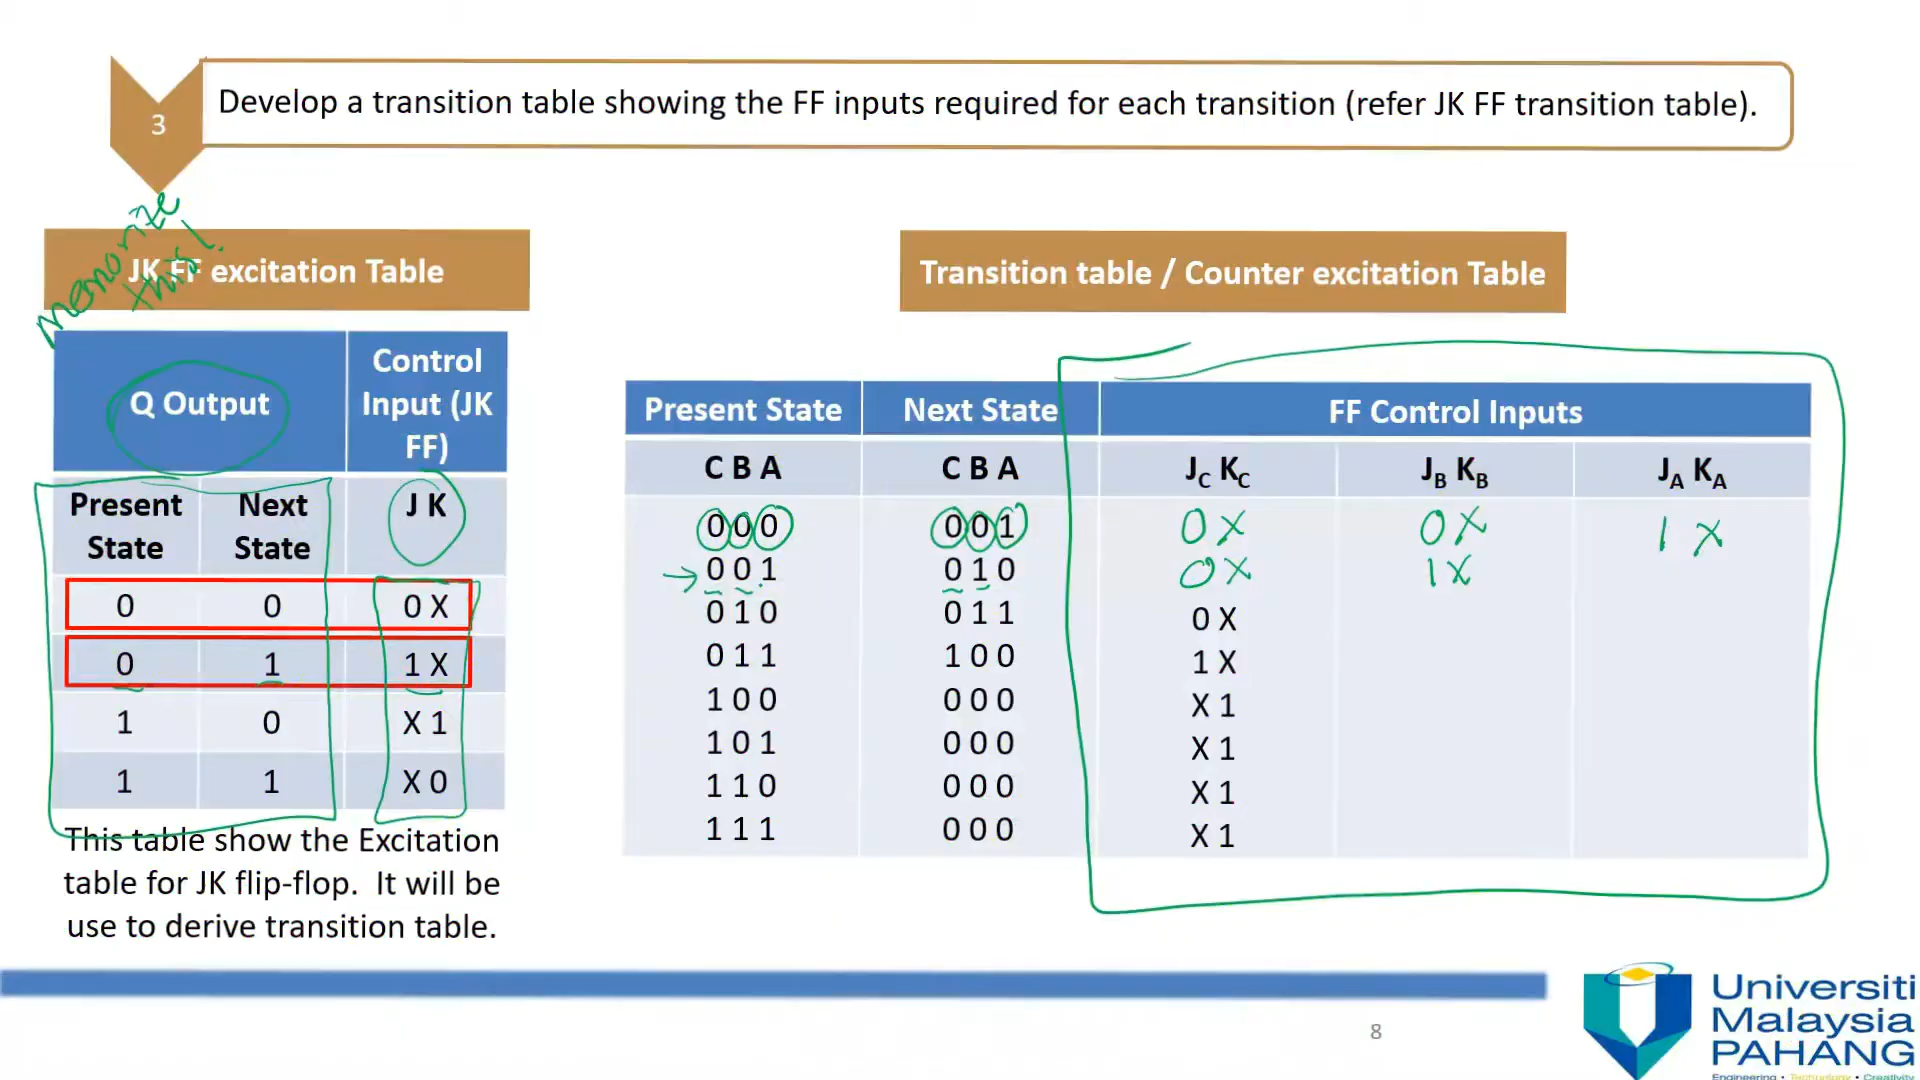 3
Develop a transition table showing the FF inputs required for each transition (refer JK FF transition table).
memorize
this!
JK FF excitation Table
Transition table / Counter excitation Table
Q Output
Control
Input (JK
FF)
Present
State
Next
State
J K
0 0 0 X
0 1 1 X
1 0 X 1
1 1 X 0
This table show the Excitation
table for JK flip-flop. It will be
use to derive transition table.
Present State Next State FF Control Inputs
C B A C B A JC KC JB KB JA KA
0 0 0 0 0 1 0 X 0 X 1 X
0 0 1 0 1 0 0 X 1 X
0 1 0 0 1 1 0 X
0 1 1 1 0 0 1 X
1 0 0 0 0 0 X 1
1 0 1 0 0 0 X 1
1 1 0 0 0 0 X 1
1 1 1 0 0 0 X 1
8
Universiti
Malaysia
PAHANG
Engineering • Technology • Creativity